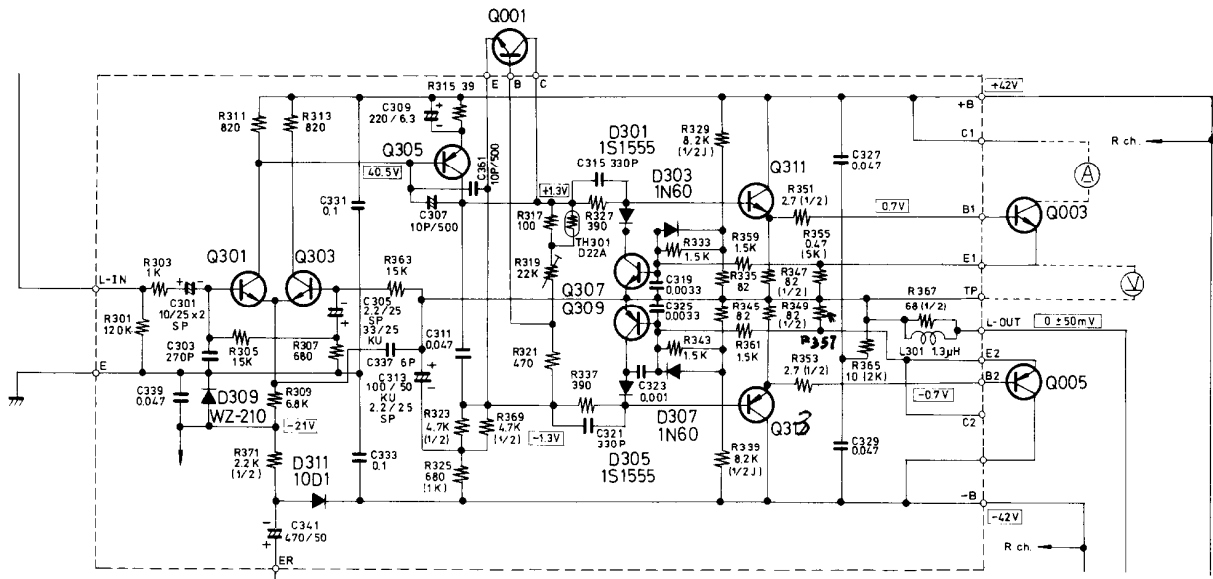 Q001
E
B
C
+42V
+B
R315 39
C309
220/6.3
R311
820
R313
820
D301
1S1555
R329
8.2K
(1/2J)
C1
R ch.
Q305
C361
10P/500
C315 330P
D303
1N60
C327
0.047
A
40.5V
+1.3V
Q311
R351
2.7 (1/2)
C331
0.1
C307
10P/500
R317
100
R327
390
0.7V
B1
Q003
TH301
D22A
R333
1.5K
R359
1.5K
R355
0.47
(5K)
L-IN
R303
1K
Q301
Q303
R363
15K
R319
22K
E1
C301
10/25 x2
SP
C305
2.2/25
SP
33/25
KU
Q307
Q309
C319
0.0033
C325
0.0033
R335
82
R347
82
(1/2)
TP
V
R301
120K
C311
0.047
R345
82
R349
82
(1/2)
R367
68 (1/2)
L-OUT
0 ±50mV
R357
C303
270P
R305
15K
R307
680
C337 6P
R321
470
R343
1.5K
R361
1.5K
L301 1.3µH
E2
E
C313
100/50
KU
2.2/25
SP
R353
2.7 (1/2)
R365
10 (2K)
B2
Q005
C339
0.047
D309
WZ-210
R309
6.8K
R337
390
C323
0.001
-0.7V
-21V
R323
4.7K
(1/2)
R369
4.7K
(1/2)
-1.3V
C321
330P
D307
1N60
Q313
C2
R371
2.2K
(1/2)
D311
10D1
C333
0.1
R325
680
(1K)
D305
1S1555
R339
8.2K
(1/2J)
C329
0.047
-B
-42V
C341
470/50
ER
R ch.